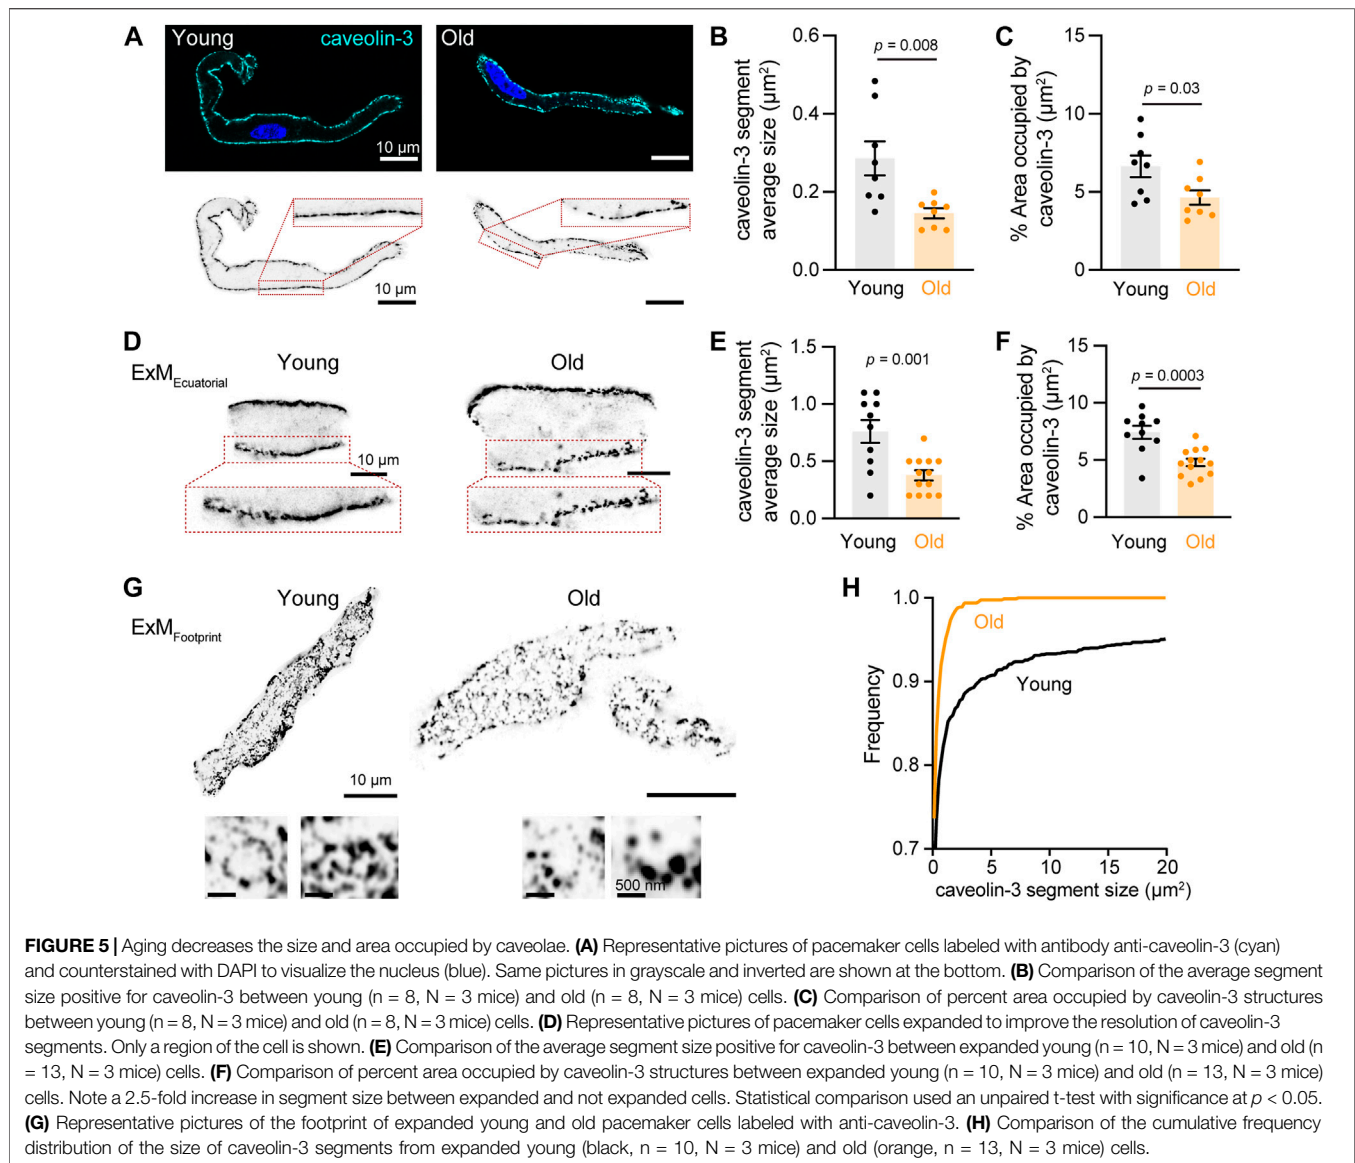 A
Young
caveolin-3
Old
10 µm
10 µm
B
caveolin-3 segment
average size (µm²)
0.6
0.4
0.2
0.0
p = 0.008
Young
Old
C
% Area occupied by
caveolin-3 (µm²)
15
10
5
0
p = 0.03
Young
Old
D
ExM Ecuatorial
Young
Old
10 µm
E
caveolin-3 segment
average size (µm²)
1.5
1.0
0.5
0.0
p = 0.001
Young
Old
F
% Area occupied by
caveolin-3 (µm²)
15
10
5
0
p = 0.0003
Young
Old
G
ExM Footprint
Young
Old
10 µm
500 nm
H
Frequency
1.0
0.9
0.8
0.7
Old
Young
0
5
10
15
20
caveolin-3 segment size (µm²)
FIGURE 5 | Aging decreases the size and area occupied by caveolae. (A) Representative pictures of pacemaker cells labeled with antibody anti-caveolin-3 (cyan)
and counterstained with DAPI to visualize the nucleus (blue). Same pictures in grayscale and inverted are shown at the bottom. (B) Comparison of the average segment
size positive for caveolin-3 between young (n = 8, N = 3 mice) and old (n = 8, N = 3 mice) cells. (C) Comparison of percent area occupied by caveolin-3 structures
between young (n = 8, N = 3 mice) and old (n = 8, N = 3 mice) cells. (D) Representative pictures of pacemaker cells expanded to improve the resolution of caveolin-3
segments. Only a region of the cell is shown. (E) Comparison of the average segment size positive for caveolin-3 between expanded young (n = 10, N = 3 mice) and old (n
= 13, N = 3 mice) cells. (F) Comparison of percent area occupied by caveolin-3 structures between expanded young (n = 10, N = 3 mice) and old (n = 13, N = 3 mice)
cells. Note a 2.5-fold increase in segment size between expanded and not expanded cells. Statistical comparison used an unpaired t-test with significance at p < 0.05.
(G) Representative pictures of the footprint of expanded young and old pacemaker cells labeled with anti-caveolin-3. (H) Comparison of the cumulative frequency
distribution of the size of caveolin-3 segments from expanded young (black, n = 10, N = 3 mice) and old (orange, n = 13, N = 3 mice) cells.